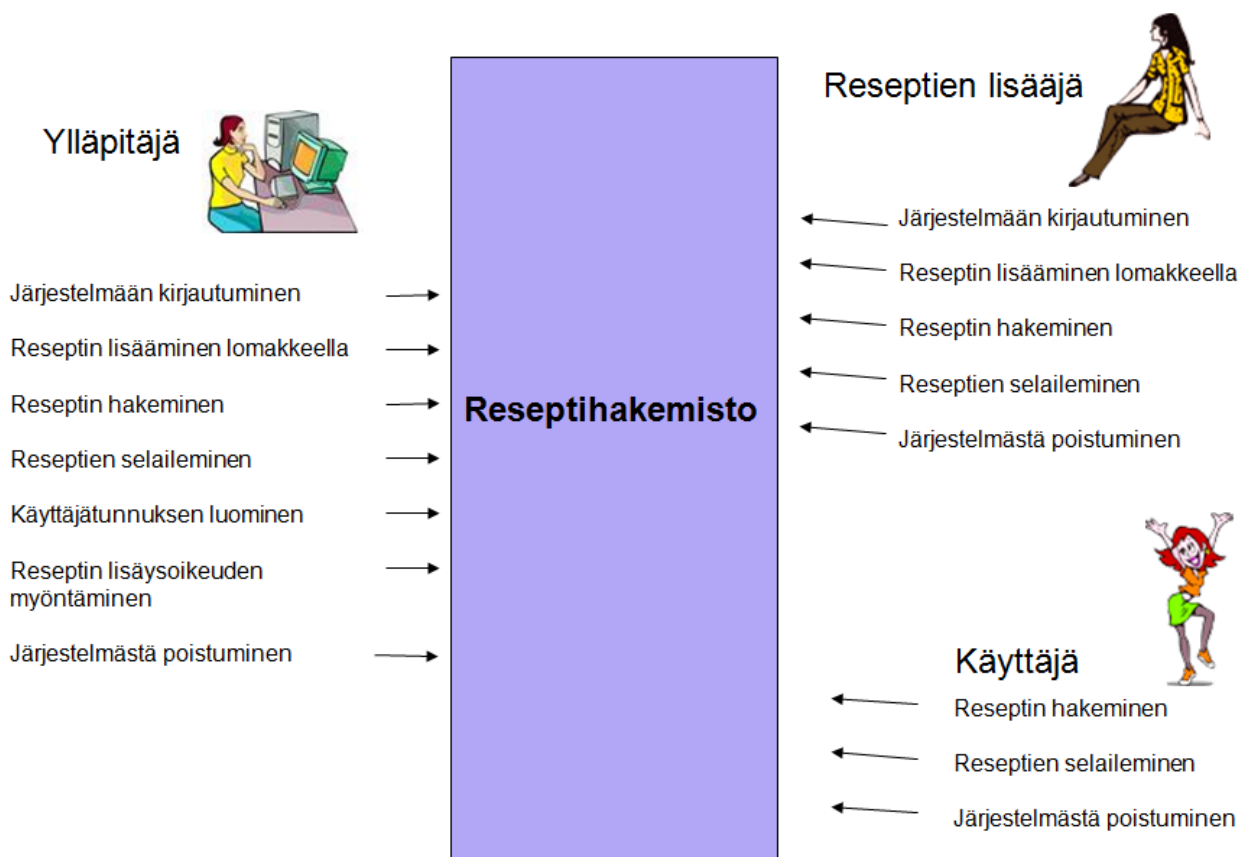 Ylläpitäjä
Järjestelmään kirjautuminen
Reseptin lisääminen lomakkeella
Reseptin hakeminen
Reseptien selaileminen
Käyttäjätunnuksen luominen
Reseptin lisäysoikeuden
myöntäminen
Järjestelmästä poistuminen
Reseptihakemisto
Reseptien lisääjä
Järjestelmään kirjautuminen
Reseptin lisääminen lomakkeella
Reseptin hakeminen
Reseptien selaileminen
Järjestelmästä poistuminen
Käyttäjä
Reseptin hakeminen
Reseptien selaileminen
Järjestelmästä poistuminen